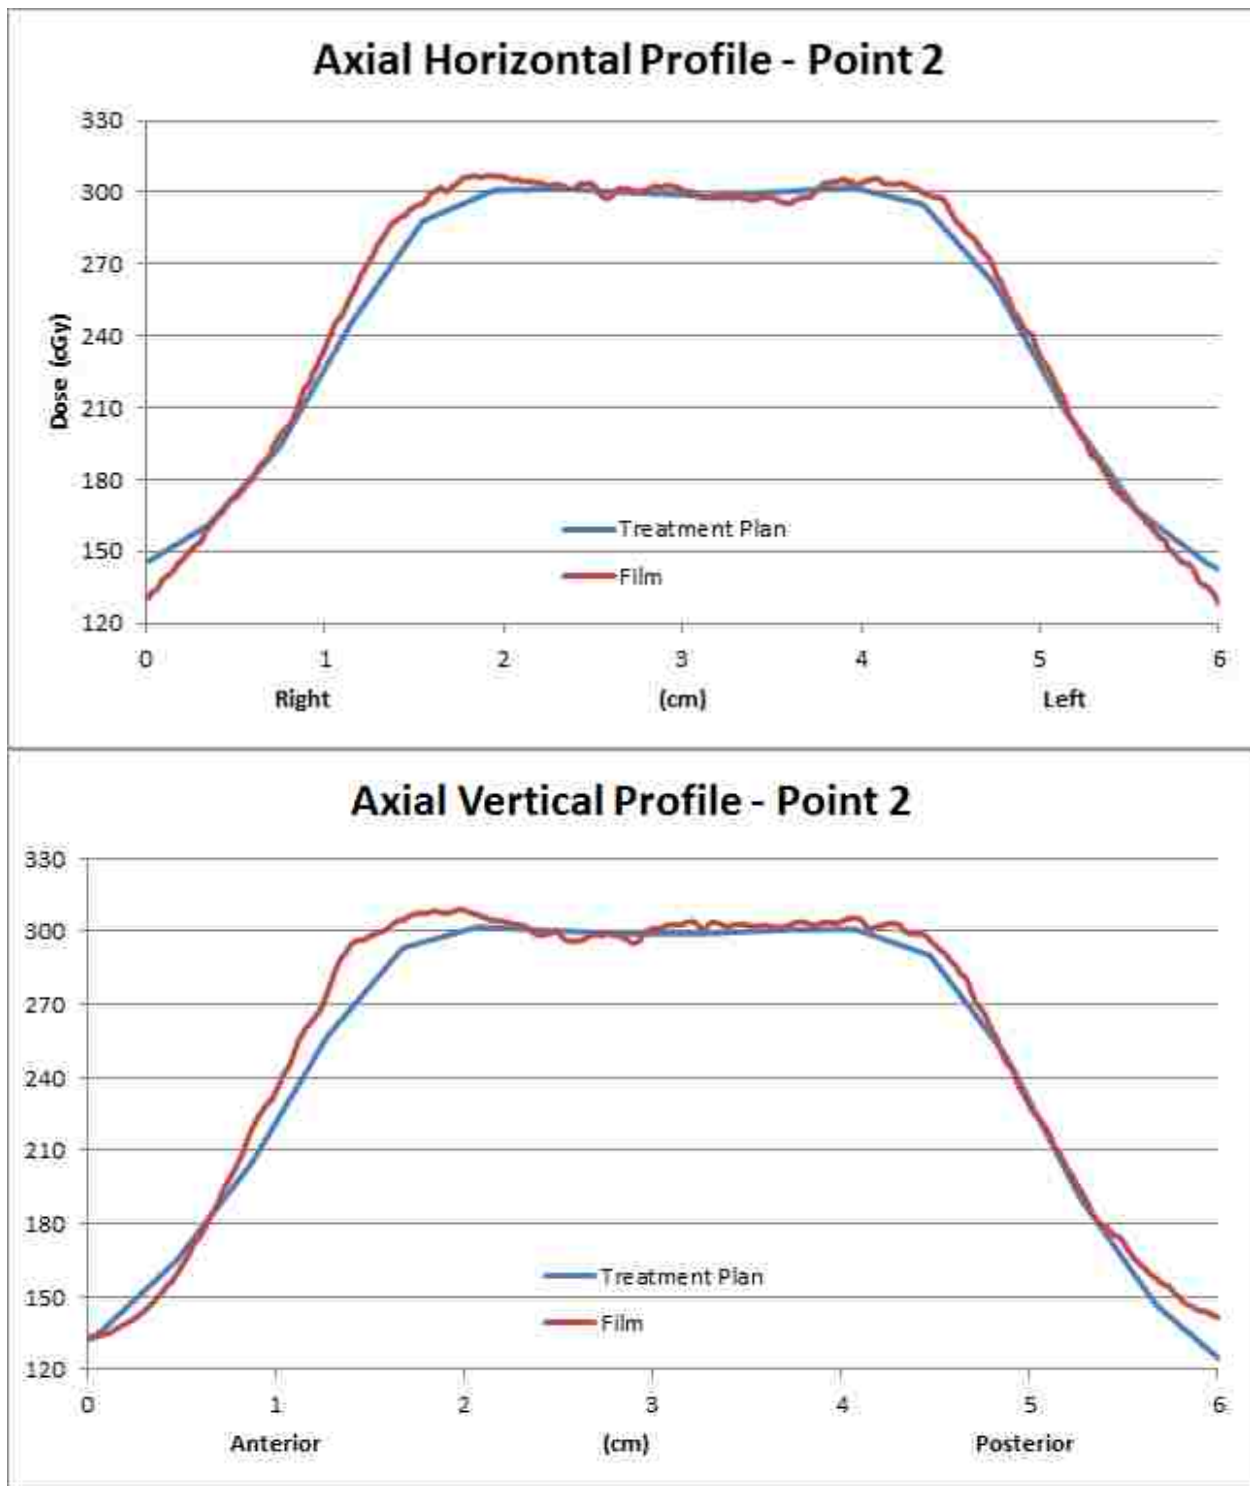 Axial Horizontal Profile - Point 2
330
300
270
240
210
180
150
120
Dose (cGy)
Treatment Plan
Film
0 1 2 3 4 5 6
Right (cm) Left
Axial Vertical Profile - Point 2
330
300
270
240
210
180
150
120
Treatment Plan
Film
0 1 2 3 4 5 6
Anterior (cm) Posterior